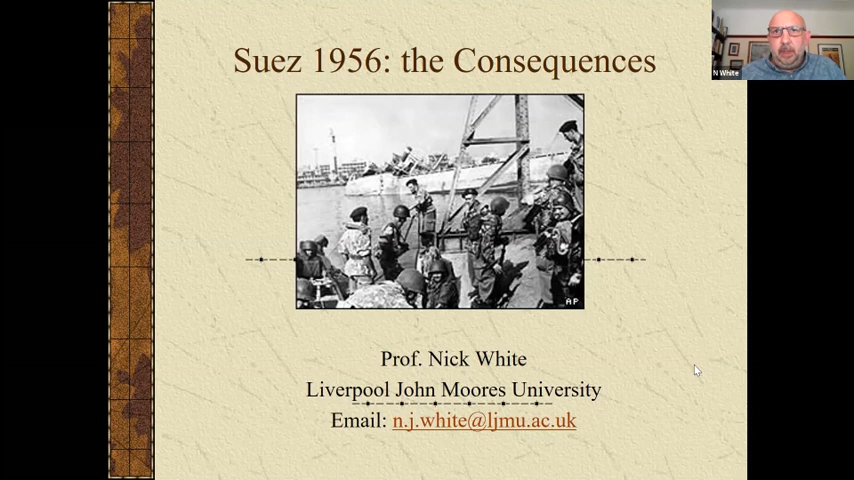 Suez 1956: the Consequences
N White
AP
Prof. Nick White
Liverpool John Moores University
Email: n.j.white@ljmu.ac.uk